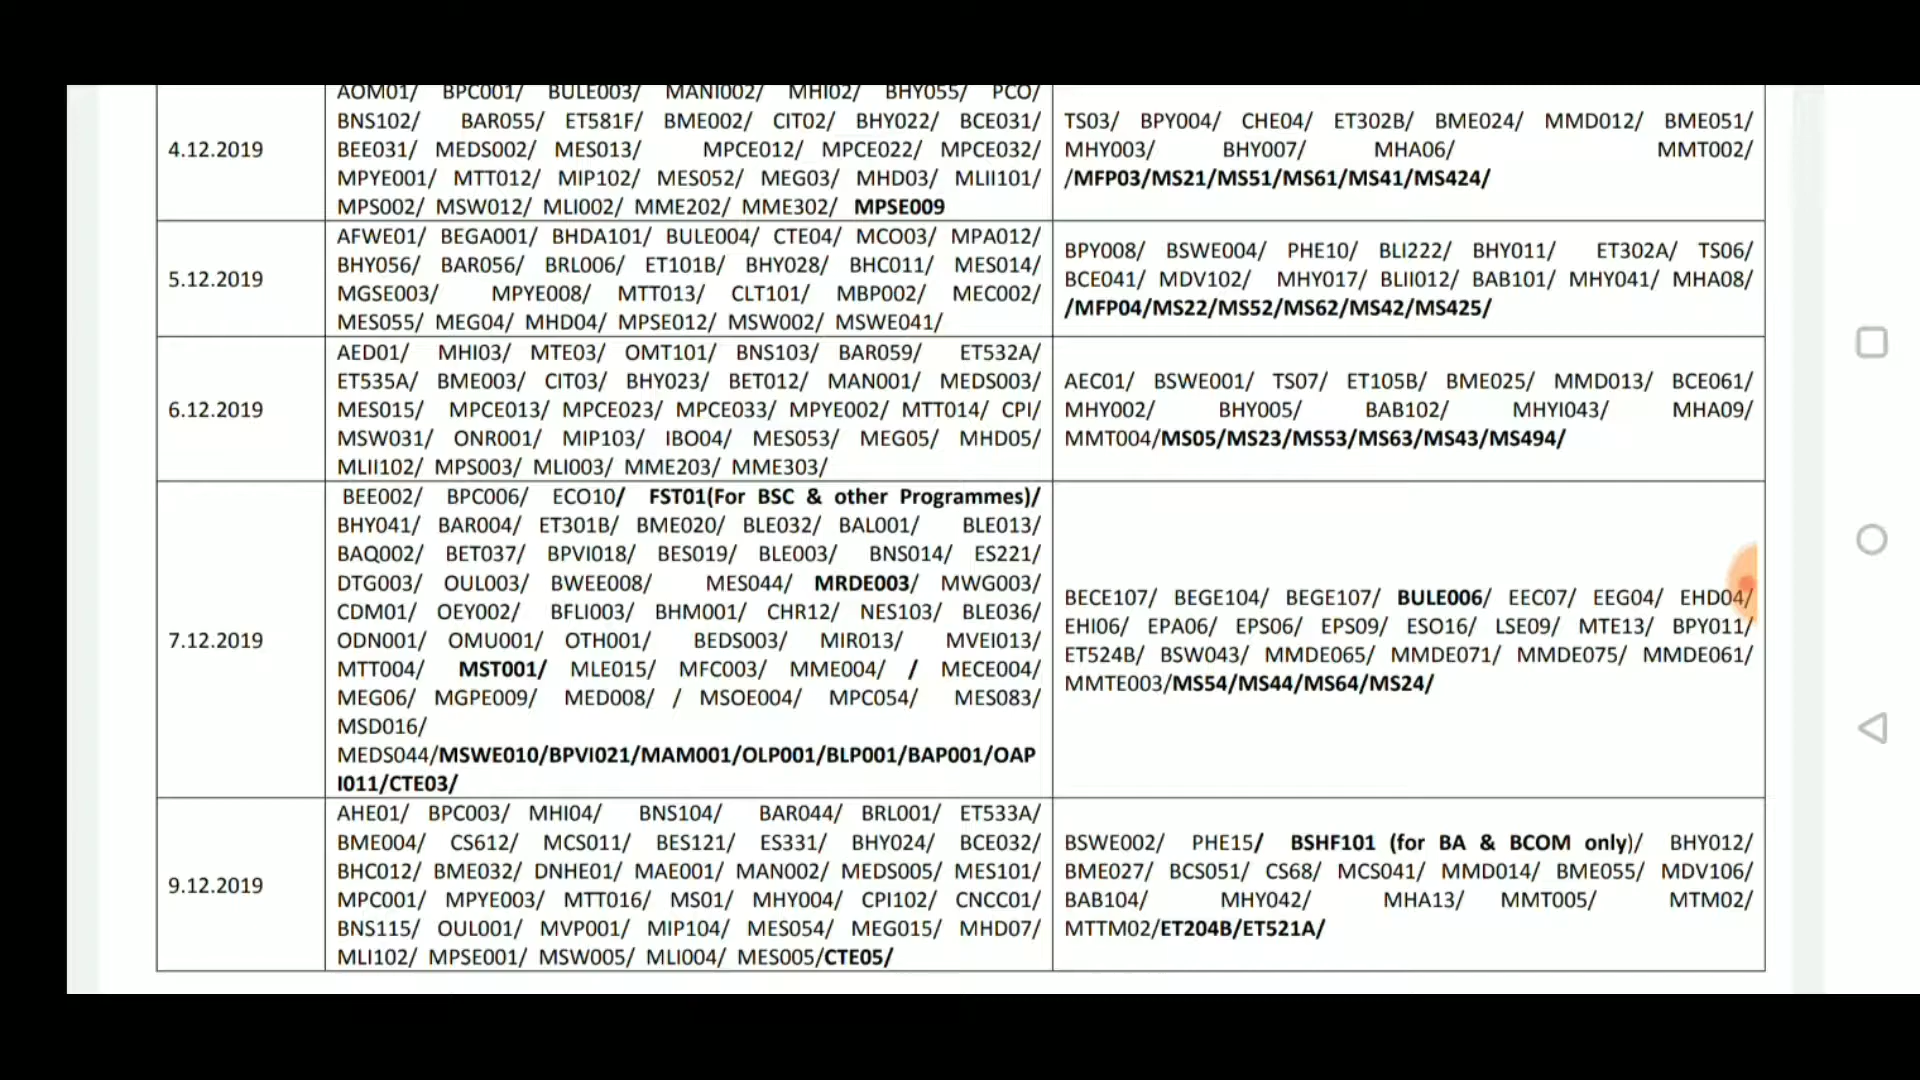 AOM01/ BPC001/ BULE003/ MANI002/ MHI02/ BHY055/ PCO/
4.12.2019
BNS102/ BAR055/ ET581F/ BME002/ CIT02/ BHY022/ BCE031/
BEE031/ MEDS002/ MES013/ MPCE012/ MPCE022/ MPCE032/
MPYE001/ MTT012/ MIP102/ MES052/ MEG03/ MHD03/ MLII101/
MPS002/ MSW012/ MLI002/ MME202/ MME302/ MPSE009
TS03/ BPY004/ CHE04/ ET302B/ BME024/ MMD012/ BME051/
MHY003/ BHY007/ MHA06/ MMT002/
/MFP03/MS21/MS51/MS61/MS41/MS424/
5.12.2019
AFWE01/ BEGA001/ BHDA101/ BULE004/ CTE04/ MCO03/ MPA012/
BHY056/ BAR056/ BRL006/ ET101B/ BHY028/ BHC011/ MES014/
MGSE003/ MPYE008/ MTT013/ CLT101/ MBP002/ MEC002/
MES055/ MEG04/ MHD04/ MPSE012/ MSW002/ MSWE041/
BPY008/ BSWE004/ PHE10/ BLI222/ BHY011/ ET302A/ TS06/
BCE041/ MDV102/ MHY017/ BLII012/ BAB101/ MHY041/ MHA08/
/MFP04/MS22/MS52/MS62/MS42/MS425/
6.12.2019
AED01/ MHI03/ MTE03/ OMT101/ BNS103/ BAR059/ ET532A/
ET535A/ BME003/ CIT03/ BHY023/ BET012/ MAN001/ MEDS003/
MES015/ MPCE013/ MPCE023/ MPCE033/ MPYE002/ MTT014/ CPI/
MSW031/ ONR001/ MIP103/ IBO04/ MES053/ MEG05/ MHD05/
MLII102/ MPS003/ MLI003/ MME203/ MME303/
AEC01/ BSWE001/ TS07/ ET105B/ BME025/ MMD013/ BCE061/
MHY002/ BHY005/ BAB102/ MHYI043/ MHA09/
MMT004/MS05/MS23/MS53/MS63/MS43/MS494/
7.12.2019
BEE002/ BPC006/ ECO10/ FST01(For BSC & other Programmes)/
BHY041/ BAR004/ ET301B/ BME020/ BLE032/ BAL001/ BLE013/
BAQ002/ BET037/ BPVI018/ BES019/ BLE003/ BNS014/ ES221/
DTG003/ OUL003/ BWEE008/ MES044/ MRDE003/ MWG003/
CDM01/ OEY002/ BFLI003/ BHM001/ CHR12/ NES103/ BLE036/
ODN001/ OMU001/ OTH001/ BEDS003/ MIR013/ MVEI013/
MTT004/ MST001/ MLE015/ MFC003/ MME004/ / MECE004/
MEG06/ MGPE009/ MED008/ / MSOE004/ MPC054/ MES083/
MSD016/
MEDS044/MSWE010/BPVI021/MAM001/OLP001/BLP001/BAP001/OAP
I011/CTE03/
BECE107/ BEGE104/ BEGE107/ BULE006/ EEC07/ EEG04/ EHD04/
EHI06/ EPA06/ EPS06/ EPS09/ ESO16/ LSE09/ MTE13/ BPY011/
ET524B/ BSW043/ MMDE065/ MMDE071/ MMDE075/ MMDE061/
MMTE003/MS54/MS44/MS64/MS24/
9.12.2019
AHE01/ BPC003/ MHI04/ BNS104/ BAR044/ BRL001/ ET533A/
BME004/ CS612/ MCS011/ BES121/ ES331/ BHY024/ BCE032/
BHC012/ BME032/ DNHE01/ MAE001/ MAN002/ MEDS005/ MES101/
MPC001/ MPYE003/ MTT016/ MS01/ MHY004/ CPI102/ CNCC01/
BNS115/ OUL001/ MVP001/ MIP104/ MES054/ MEG015/ MHD07/
MLI102/ MPSE001/ MSW005/ MLI004/ MES005/CTE05/
BSWE002/ PHE15/ BSHF101 (for BA & BCOM only)/ BHY012/
BME027/ BCS051/ CS68/ MCS041/ MMD014/ BME055/ MDV106/
BAB104/ MHY042/ MHA13/ MMT005/ MTM02/
MTTM02/ET204B/ET521A/